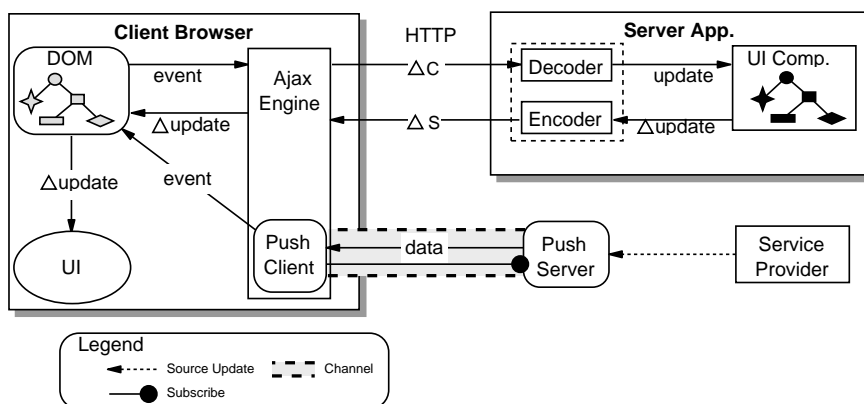 Client Browser
HTTP
Server App.
DOM
event
Ajax
Engine
△C
Decoder
update
UI Comp.
△update
△S
Encoder
△update
△update
event
UI
Push
Client
data
Push
Server
Service
Provider
Legend
Source Update
Channel
Subscribe